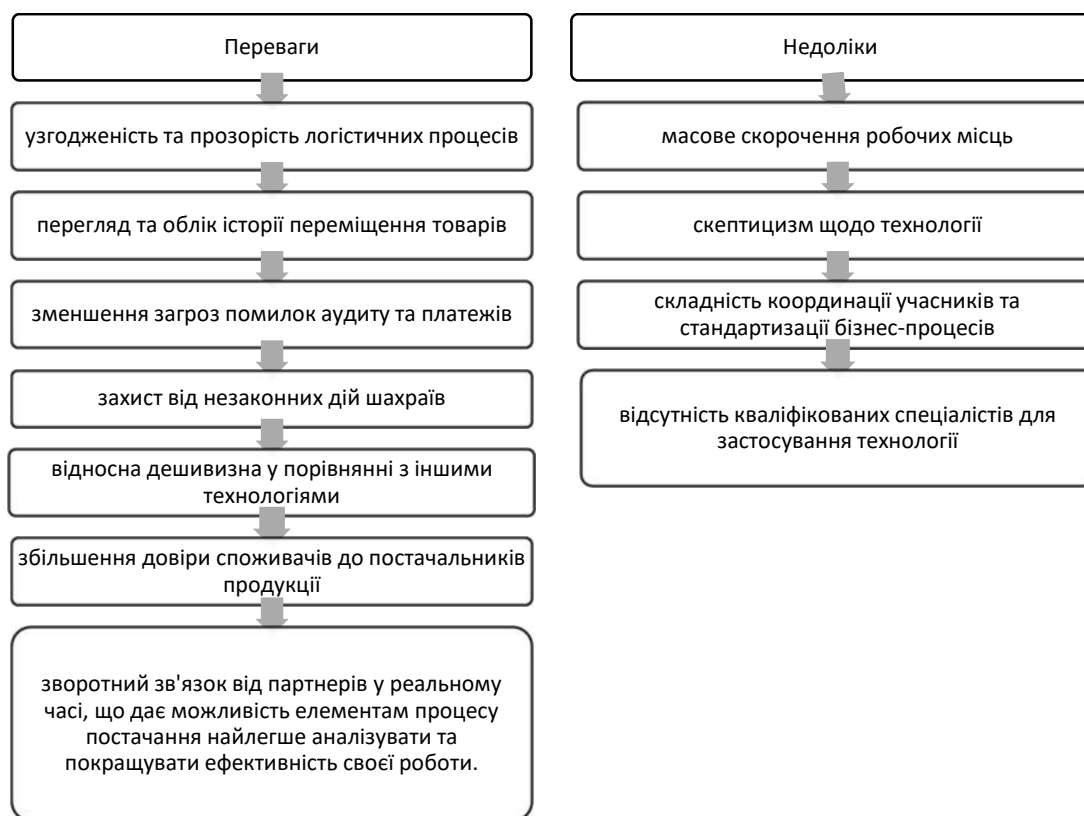 Переваги
узгодженість та прозорість логістичних процесів
перегляд та облік історії переміщення товарів
зменшення загроз помилок аудиту та платежів
захист від незаконних дій шахраїв
відносна дешивизна у порівнянні з іншими
технологіями
збільшення довіри споживачів до постачальників
продукції
зворотний зв'язок від партнерів у реальному
часі, що дає можливість елементам процесу
постачання найлегше аналізувати та
покращувати ефективність своєї роботи.
Недоліки
масове скорочення робочих місць
скептицизм щодо технології
складність координації учасників та
стандартизації бізнес-процесів
відсутність кваліфікованих спеціалістів для
застосування технології